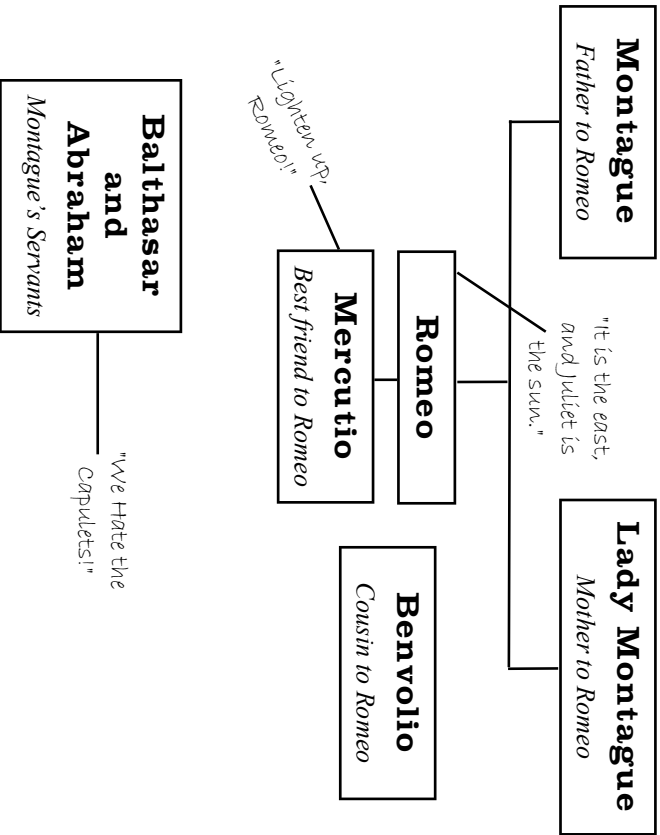 Montague
Father to Romeo
Lady Montague
Mother to Romeo
"It is the east,
and Juliet is
the sun."
Romeo
Mercutio
Best friend to Romeo
"Lighten up,
Romeo!"
Benvolio
Cousin to Romeo
Balthasar
and
Abraham
Montague's Servants
"We Hate the
Capulets!"